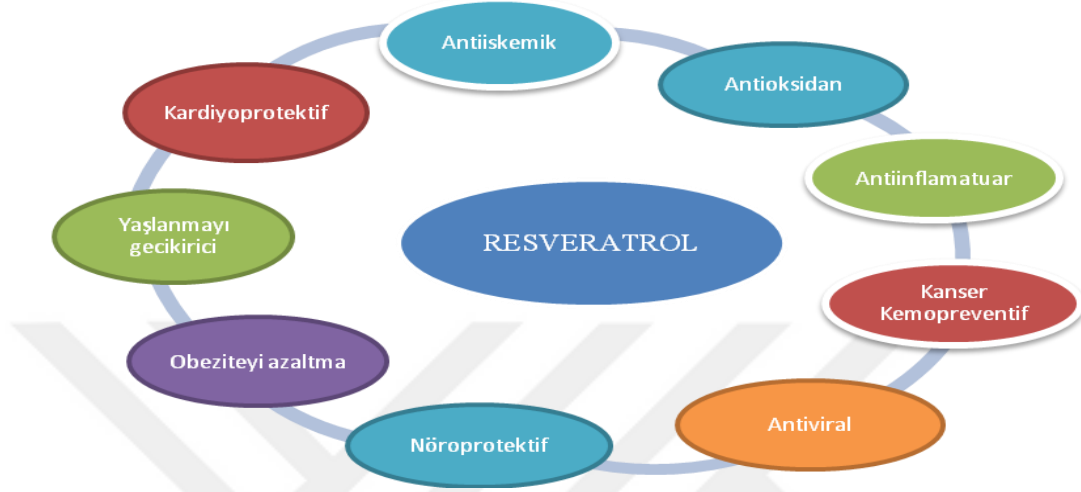 Antiiskemik
Antioksidan
Kardiyoprotektif
Antiinflamatuar
Yaşlanmayı
gecikirici
RESVERATROL
Kanser
Kemopreventif
Obeziteyi azaltma
Antiviral
Nöroprotektif